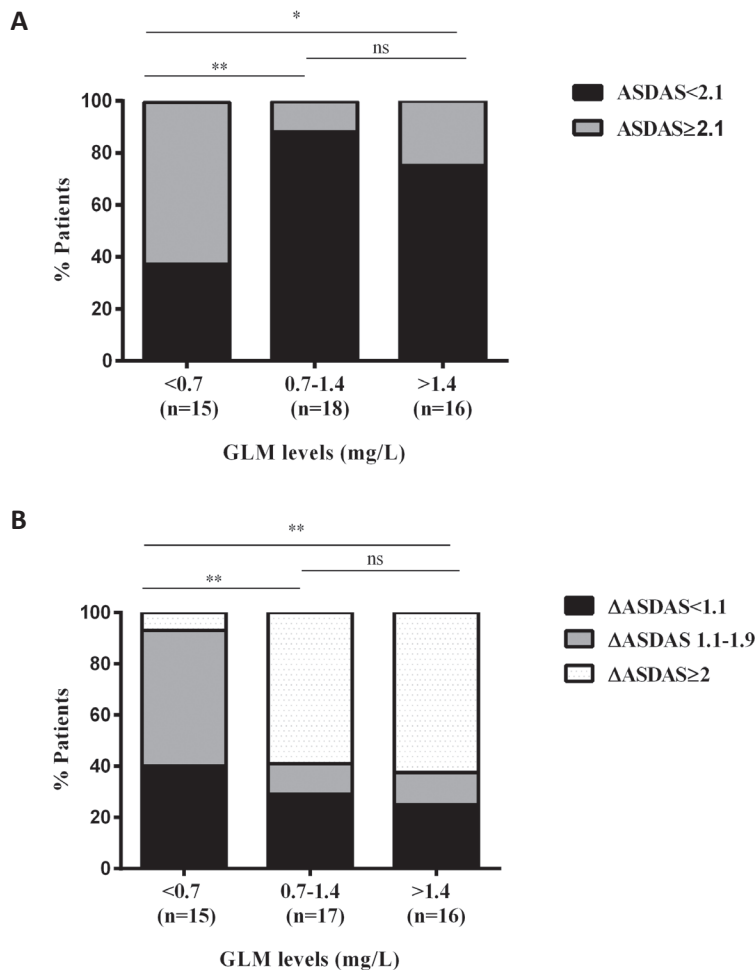 A
*
ns
**
ASDAS<2.1
ASDAS≥2.1
100
80
60
40
20
0
% Patients
<0.7 0.7-1.4 >1.4
(n=15) (n=18) (n=16)
GLM levels (mg/L)
B
**
ns
**
ΔASDAS<1.1
ΔASDAS 1.1-1.9
ΔASDAS≥2
100
80
60
40
20
0
% Patients
<0.7 0.7-1.4 >1.4
(n=15) (n=17) (n=16)
GLM levels (mg/L)